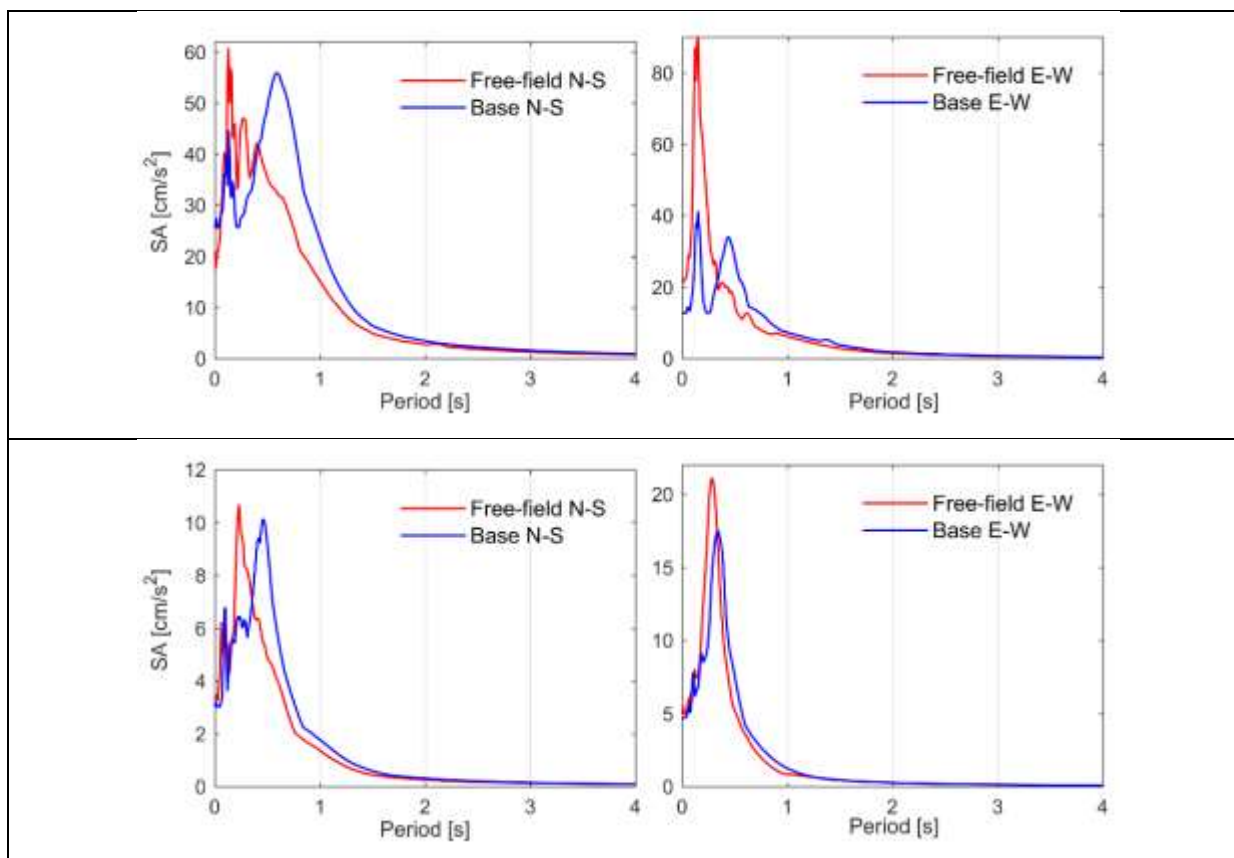 60
50
40
30
20
10
0
SA [cm/s2]
Free-field N-S
Base N-S
0 1 2 3 4
Period [s]
80
60
40
20
0
Free-field E-W
Base E-W
0 1 2 3 4
Period [s]
12
10
8
6
4
2
0
SA [cm/s2]
Free-field N-S
Base N-S
0 1 2 3 4
Period [s]
20
15
10
5
0
Free-field E-W
Base E-W
0 1 2 3 4
Period [s]